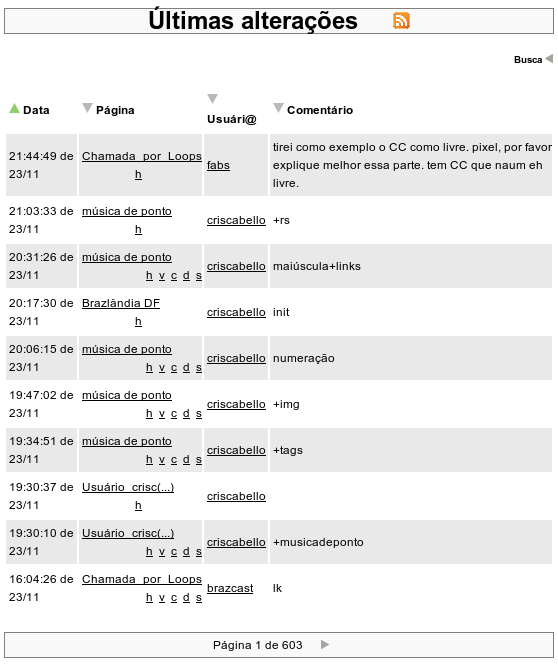 Últimas alterações
Busca
Data Página Usuári@ Comentário
21:44:49 de Chamada por Loops tirei como exemplo o CC como livre. pixel, por favor
23/11 h fabs explique melhor essa parte. tem CC que naum eh
livre.
21:03:33 de música de ponto
23/11 h criscabello +rs
20:31:26 de música de ponto
23/11 h v c d s criscabello maiúscula+links
20:17:30 de Brazlândia DF
23/11 h criscabello init
20:06:15 de música de ponto
23/11 h v c d s criscabello numeração
19:47:02 de música de ponto
23/11 h v c d s criscabello +img
19:34:51 de música de ponto
23/11 h v c d s criscabello +tags
19:30:37 de Usuário_crisc(...)
23/11 h criscabello
19:30:10 de Usuário_crisc(...)
23/11 h v c d s criscabello +musicadeponto
16:04:26 de Chamada por Loops
23/11 h v c d s brazcast lk
Página 1 de 603